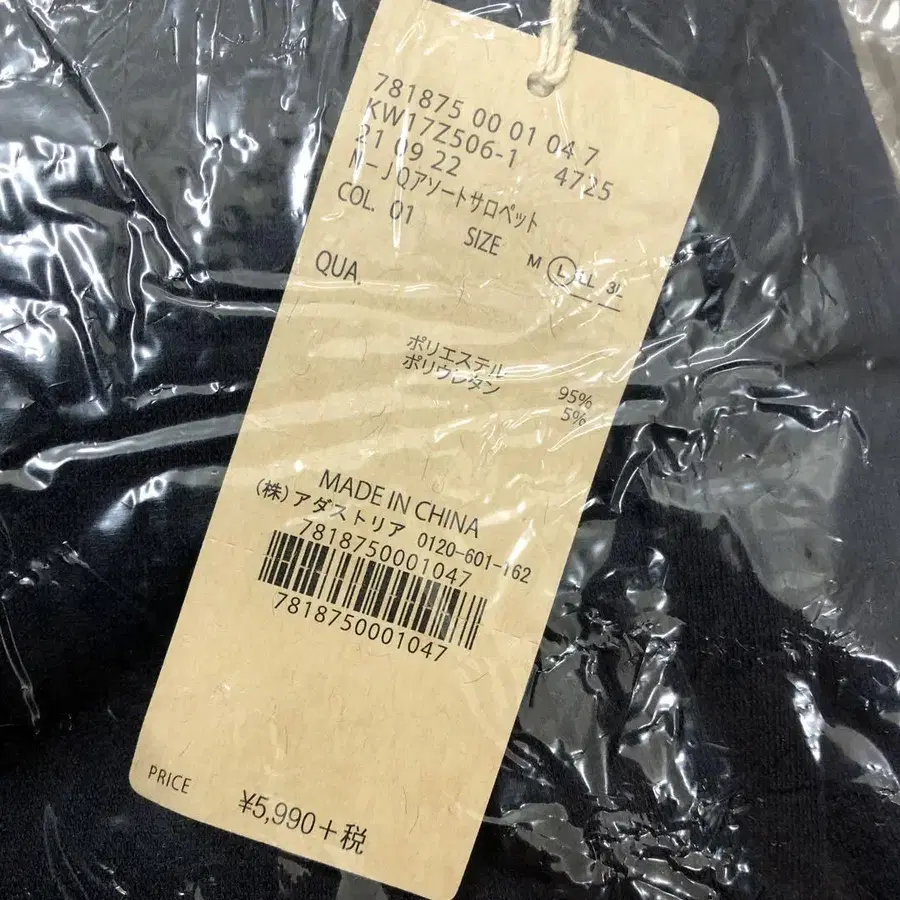 781875 00 01 04 7
KW17Z506-1
21 09 22 4725
N-JQアソートサロペット
COL. 01
SIZE M L LL 3L
QUA.
ポリエステル 95%
ポリウレタン 5%
MADE IN CHINA
(株)アダストリア 0120-601-162
7818750001047
7818750001047
PRICE
¥5,990+税